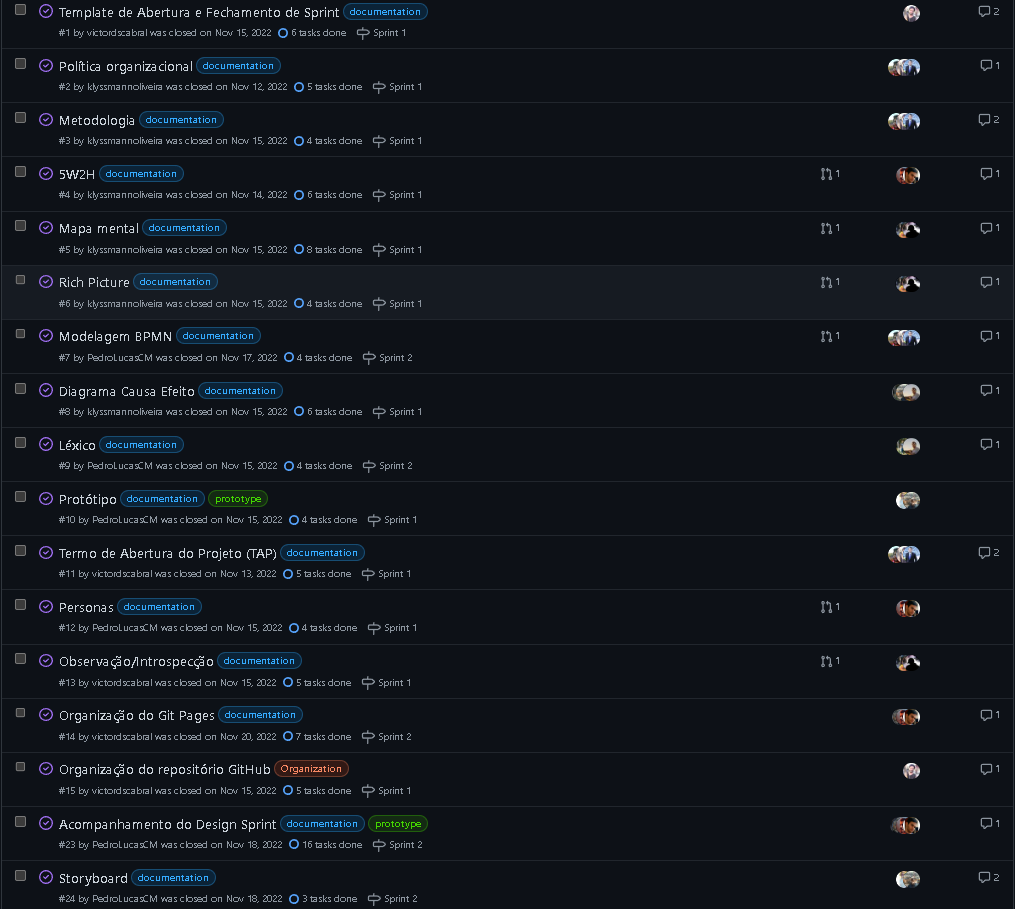 Template de Abertura e Fechamento de Sprint documentation 2
#1 by victordscabral was closed on Nov 15, 2022 6 tasks done Sprint 1
Política organizacional documentation 1
#2 by klyssmannoliveira was closed on Nov 12, 2022 5 tasks done Sprint 1
Metodologia documentation 2
#3 by klyssmannoliveira was closed on Nov 15, 2022 4 tasks done Sprint 1
5W2H documentation 1 1
#4 by klyssmannoliveira was closed on Nov 14, 2022 6 tasks done Sprint 1
Mapa mental documentation 1 1
#5 by klyssmannoliveira was closed on Nov 15, 2022 8 tasks done Sprint 1
Rich Picture documentation 1 1
#6 by klyssmannoliveira was closed on Nov 15, 2022 4 tasks done Sprint 1
Modelagem BPMN documentation 1 1
#7 by PedroLucasCM was closed on Nov 17, 2022 4 tasks done Sprint 2
Diagrama Causa Efeito documentation 1
#8 by klyssmannoliveira was closed on Nov 15, 2022 6 tasks done Sprint 1
Léxico documentation 1
#9 by PedroLucasCM was closed on Nov 15, 2022 4 tasks done Sprint 2
Protótipo documentation prototype
#10 by PedroLucasCM was closed on Nov 15, 2022 4 tasks done Sprint 1
Termo de Abertura do Projeto (TAP) documentation 2
#11 by victordscabral was closed on Nov 13, 2022 5 tasks done Sprint 1
Personas documentation 1
#12 by PedroLucasCM was closed on Nov 15, 2022 4 tasks done Sprint 1
Observação/Introspecção documentation 1
#13 by victordscabral was closed on Nov 15, 2022 5 tasks done Sprint 1
Organização do Git Pages documentation 1
#14 by victordscabral was closed on Nov 20, 2022 7 tasks done Sprint 2
Organização do repositório GitHub Organization 1
#15 by victordscabral was closed on Nov 15, 2022 5 tasks done Sprint 1
Acompanhamento do Design Sprint documentation prototype 1
#23 by PedroLucasCM was closed on Nov 18, 2022 16 tasks done Sprint 2
Storyboard documentation 2
#24 by PedroLucasCM was closed on Nov 18, 2022 3 tasks done Sprint 2